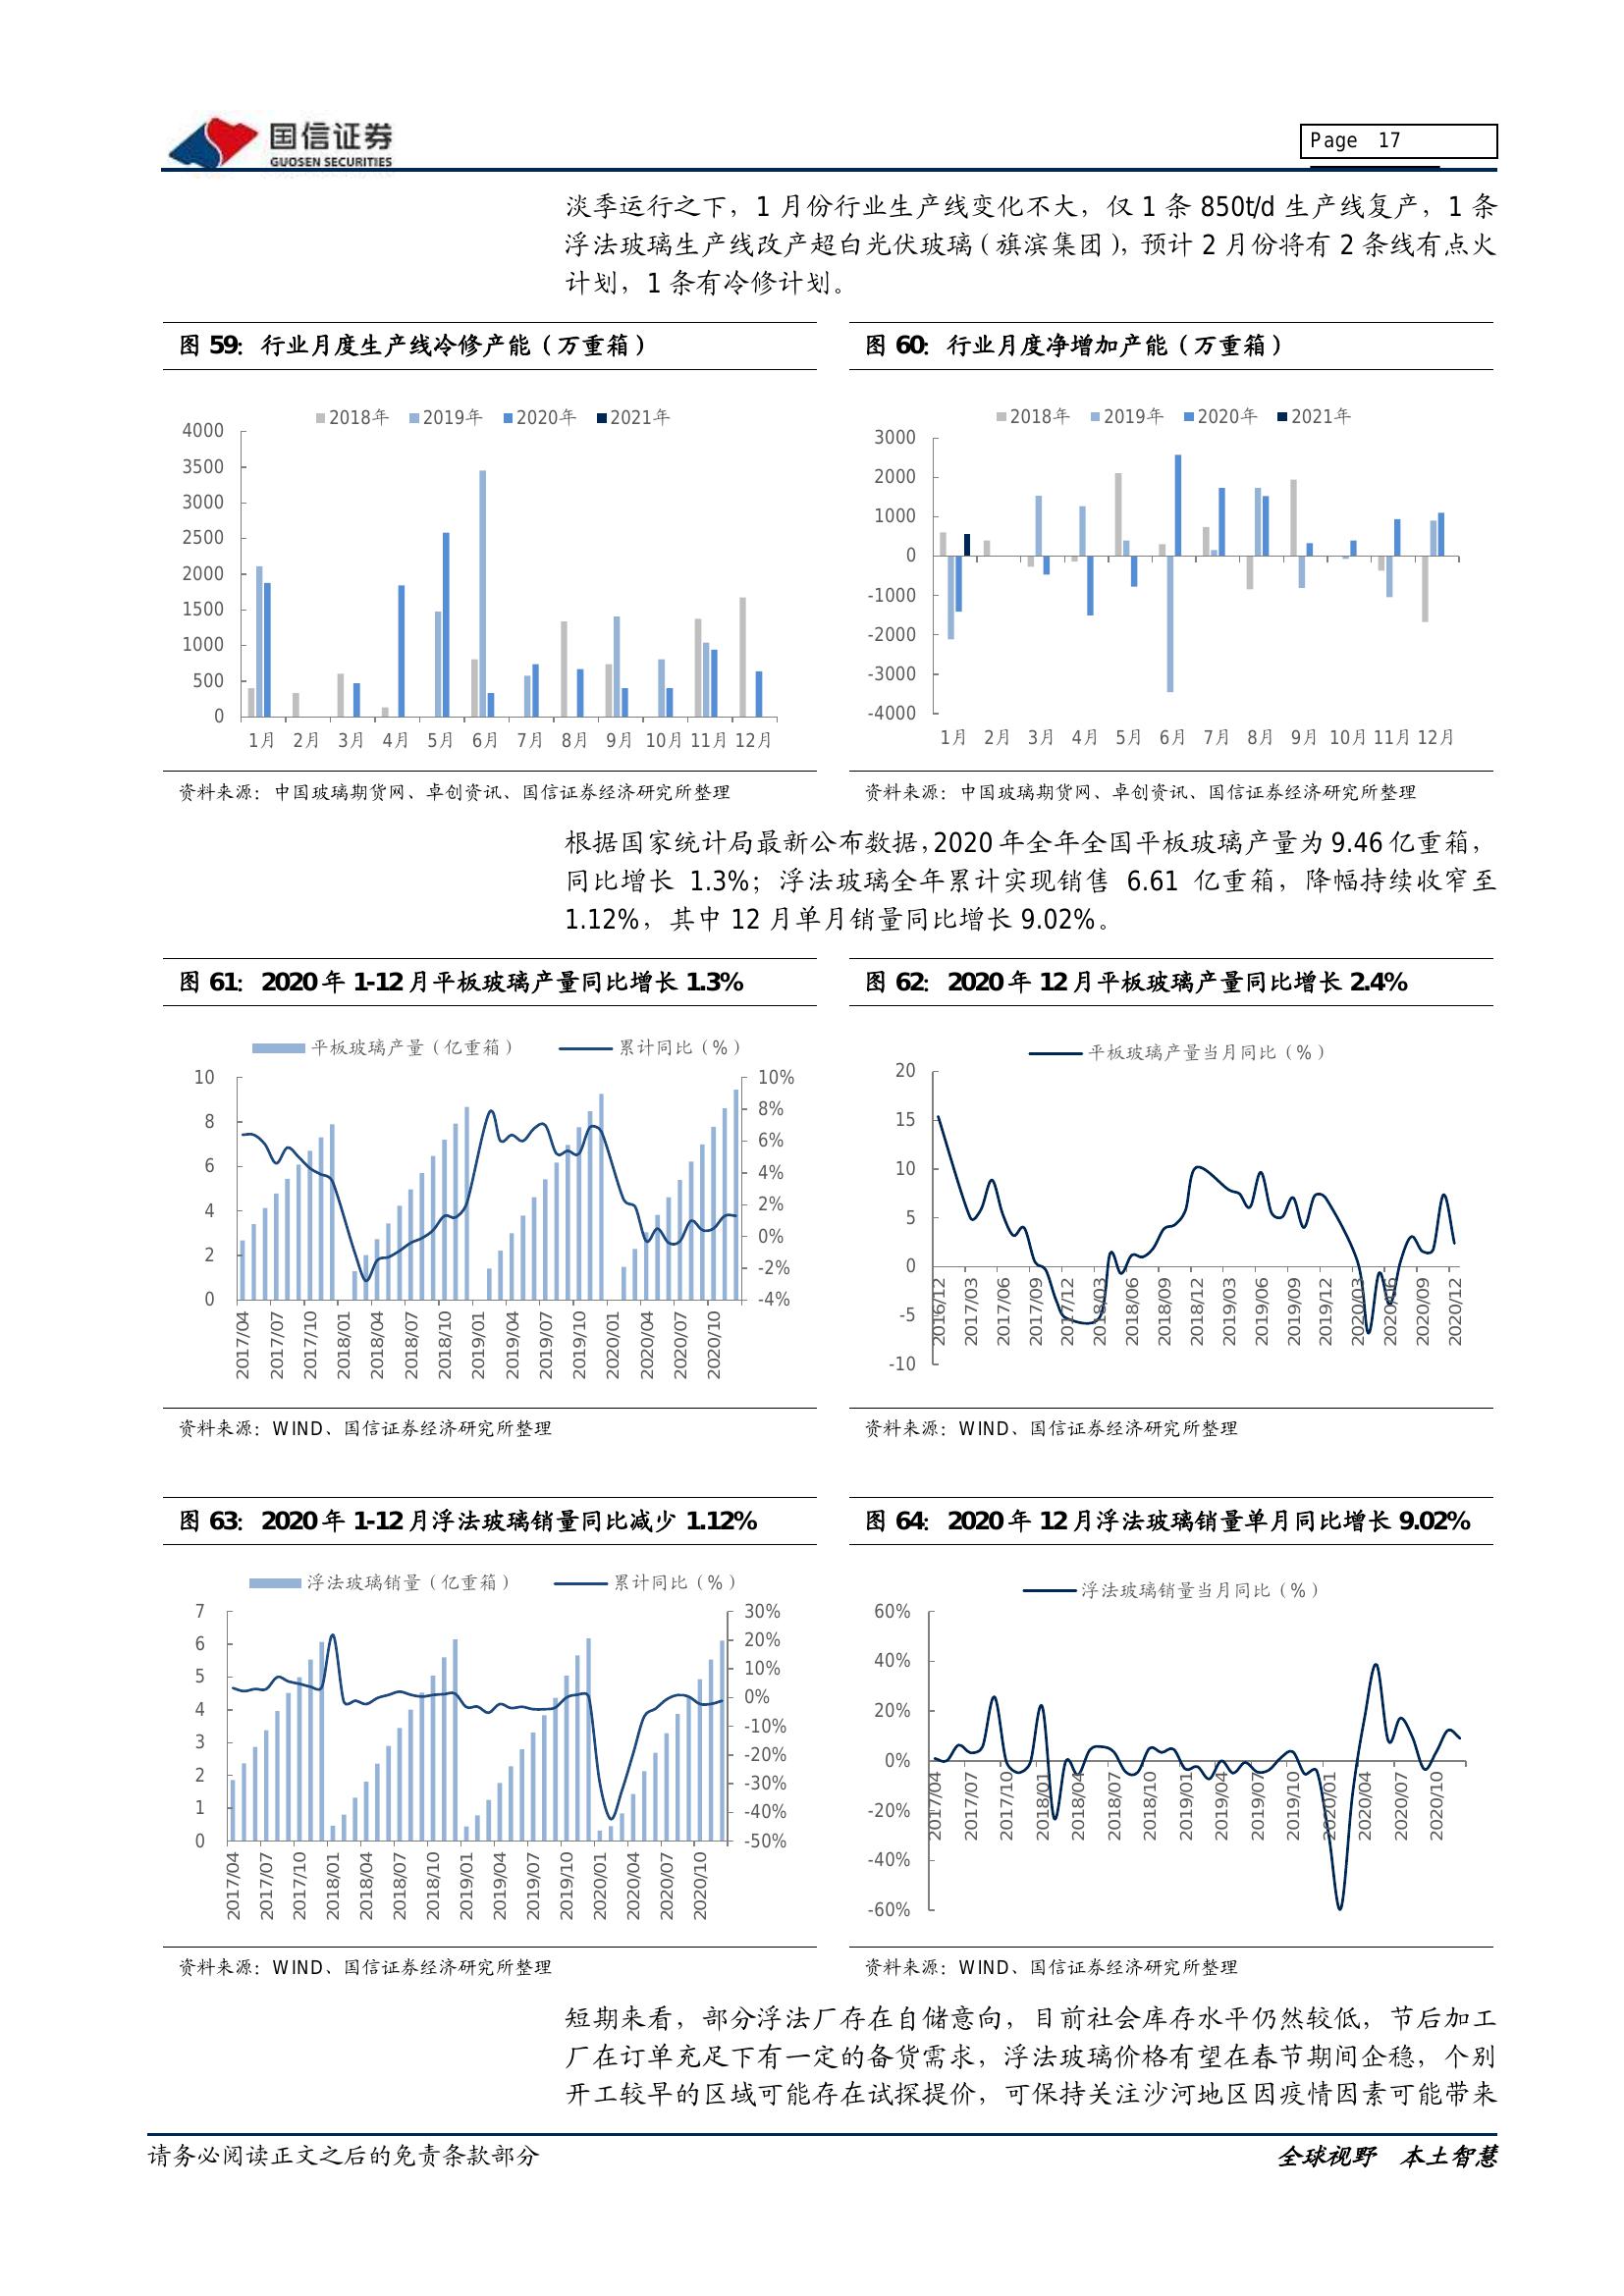 国信证券
GUOSEN SECURITIES
Page 17
淡季运行之下，1 月份行业生产线变化不大，仅 1 条 850t/d 生产线复产，1 条
浮法玻璃生产线改产超白光伏玻璃（旗滨集团），预计 2 月份将有 2 条线有点火
计划，1 条有冷修计划。
图 59：行业月度生产线冷修产能（万重箱）
2018年 2019年 2020年 2021年
4000
3500
3000
2500
2000
1500
1000
500
0
1月 2月 3月 4月 5月 6月 7月 8月 9月 10月 11月 12月
资料来源：中国玻璃期货网、卓创资讯、国信证券经济研究所整理
图 60：行业月度净增加产能（万重箱）
2018年 2019年 2020年 2021年
3000
2000
1000
0
-1000
-2000
-3000
-4000
1月 2月 3月 4月 5月 6月 7月 8月 9月 10月 11月 12月
资料来源：中国玻璃期货网、卓创资讯、国信证券经济研究所整理
根据国家统计局最新公布数据，2020 年全年全国平板玻璃产量为 9.46 亿重箱，
同比增长 1.3%；浮法玻璃全年累计实现销售 6.61 亿重箱，降幅持续收窄至
1.12%，其中 12 月单月销量同比增长 9.02%。
图 61：2020 年 1-12 月平板玻璃产量同比增长 1.3%
平板玻璃产量（亿重箱） 累计同比（%）
10
8
6
4
2
0
10%
8%
6%
4%
2%
0%
-2%
-4%
2017/04 2017/07 2017/10 2018/01 2018/04 2018/07 2018/10 2019/01 2019/04 2019/07 2019/10 2020/01 2020/04 2020/07 2020/10
资料来源：WIND、国信证券经济研究所整理
图 62：2020 年 12 月平板玻璃产量同比增长 2.4%
平板玻璃产量当月同比（%）
20
15
10
5
0
-5
-10
2016/12 2017/03 2017/06 2017/09 2017/12 2018/03 2018/06 2018/09 2018/12 2019/03 2019/06 2019/09 2019/12 2020/03 2020/06 2020/09 2020/12
资料来源：WIND、国信证券经济研究所整理
图 63：2020 年 1-12 月浮法玻璃销量同比减少 1.12%
浮法玻璃销量（亿重箱） 累计同比（%）
7
6
5
4
3
2
1
0
30%
20%
10%
0%
-10%
-20%
-30%
-40%
-50%
2017/04 2017/07 2017/10 2018/01 2018/04 2018/07 2018/10 2019/01 2019/04 2019/07 2019/10 2020/01 2020/04 2020/07 2020/10
资料来源：WIND、国信证券经济研究所整理
图 64：2020 年 12 月浮法玻璃销量单月同比增长 9.02%
浮法玻璃销量当月同比（%）
60%
40%
20%
0%
-20%
-40%
-60%
2017/04 2017/07 2017/10 2018/01 2018/04 2018/07 2018/10 2019/01 2019/04 2019/07 2019/10 2020/01 2020/04 2020/07 2020/10
资料来源：WIND、国信证券经济研究所整理
短期来看，部分浮法厂存在自储意向，目前社会库存水平仍然较低，节后加工
厂在订单充足下有一定的备货需求，浮法玻璃价格有望在春节期间企稳，个别
开工较早的区域可能存在试探提价，可保持关注沙河地区因疫情因素可能带来
请务必阅读正文之后的免责条款部分
全球视野 本土智慧